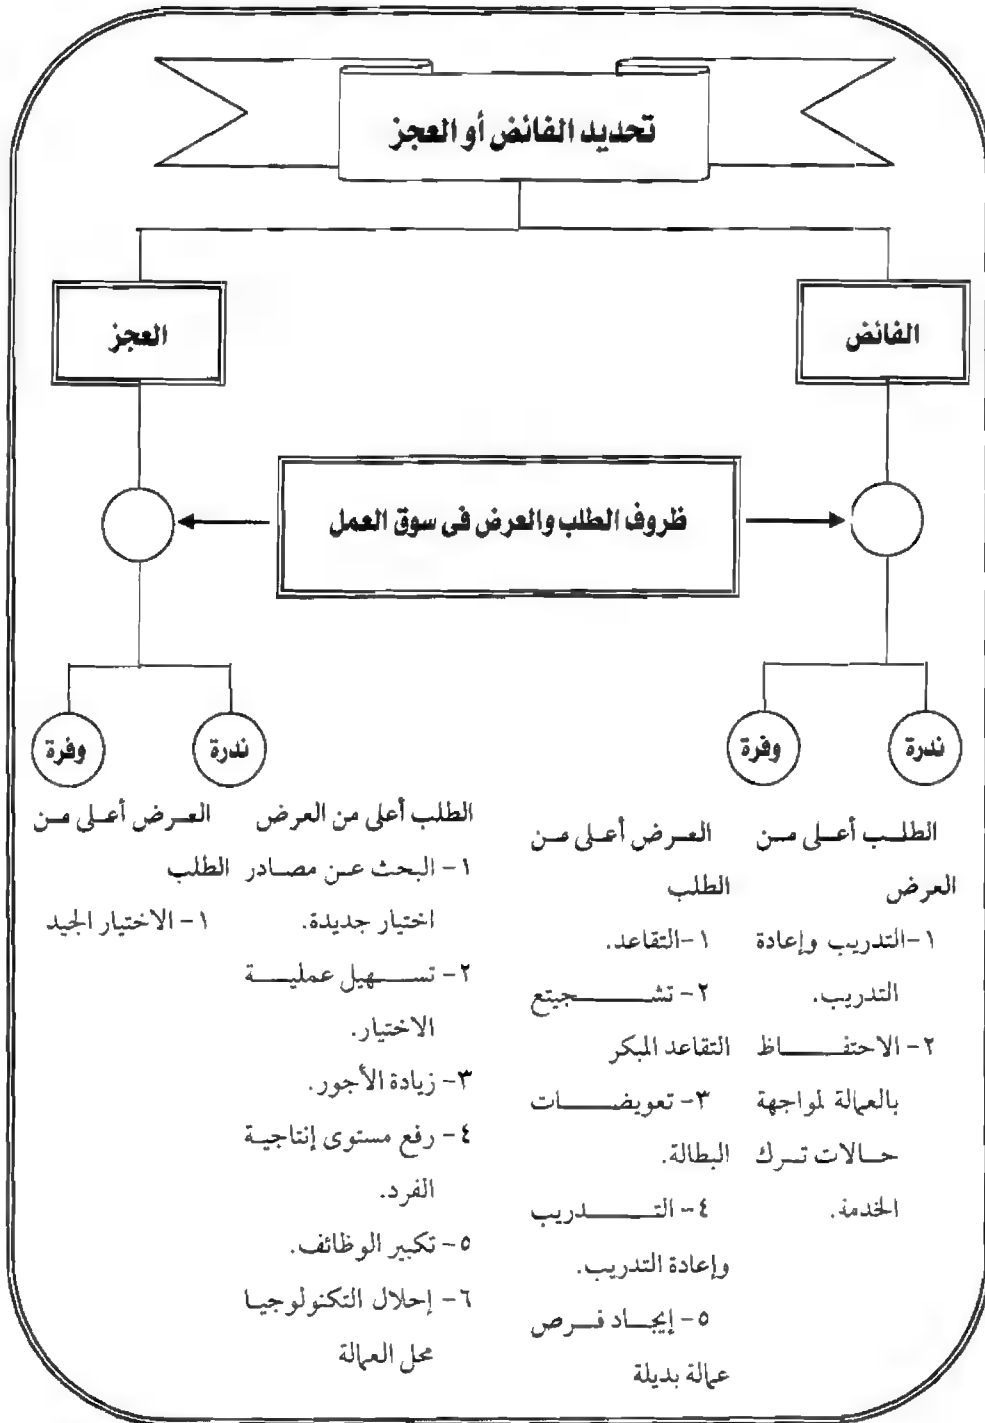 تحديد الفائض أو العجز
الفائض
العجز
ظروف الطلب والعرض فى سوق العمل
ندرة
وفرة
ندرة
وفرة
الطلب أعلى من
العرض
١- التدريب وإعادة
التدريب.
٢- الاحتفاظ
بالعمالة لمواجهة
حالات ترك
الخدمة.
العرض أعلى من
الطلب
١- التقاعد.
٢- تشجيتع
التقاعد المبكر
٣- تعويضات
البطالة.
٤- التدريب
وإعادة التدريب.
٥- إيجاد فرص
عمالة بديلة
الطلب أعلى من العرض
١- البحث عن مصادر
اختيار جديدة.
٢- تسهيل عملية
الاختيار.
٣- زيادة الأجور.
٤- رفع مستوى إنتاجية
الفرد.
٥- تكبير الوظائف.
٦- إحلال التكنولوجيا
محل العمالة
العرض أعلى من
الطلب
١- الاختيار الجيد